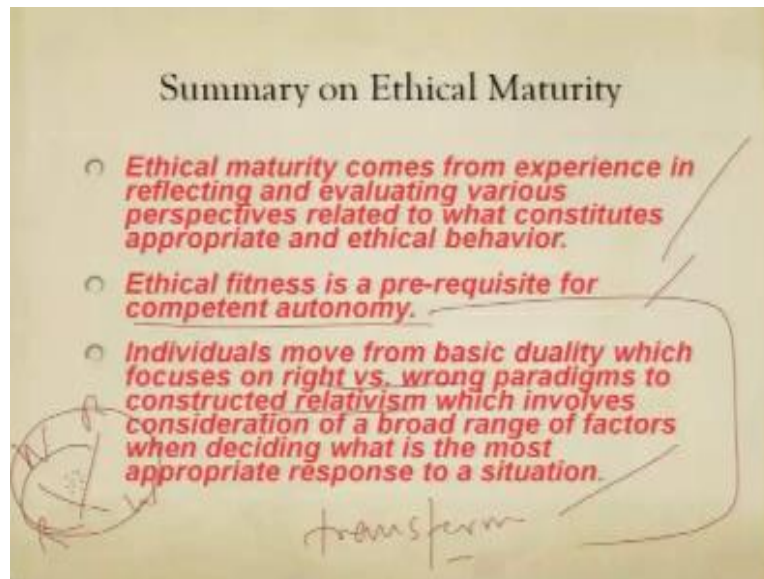 Summary on Ethical Maturity
Ethical maturity comes from experience in
reflecting and evaluating various
perspectives related to what constitutes
appropriate and ethical behavior.
Ethical fitness is a pre-requisite for
competent autonomy.
Individuals move from basic duality which
focuses on right vs. wrong paradigms to
constructed relativism which involves
consideration of a broad range of factors
when deciding what is the most
appropriate response to a situation.
R
W
W
R
transform